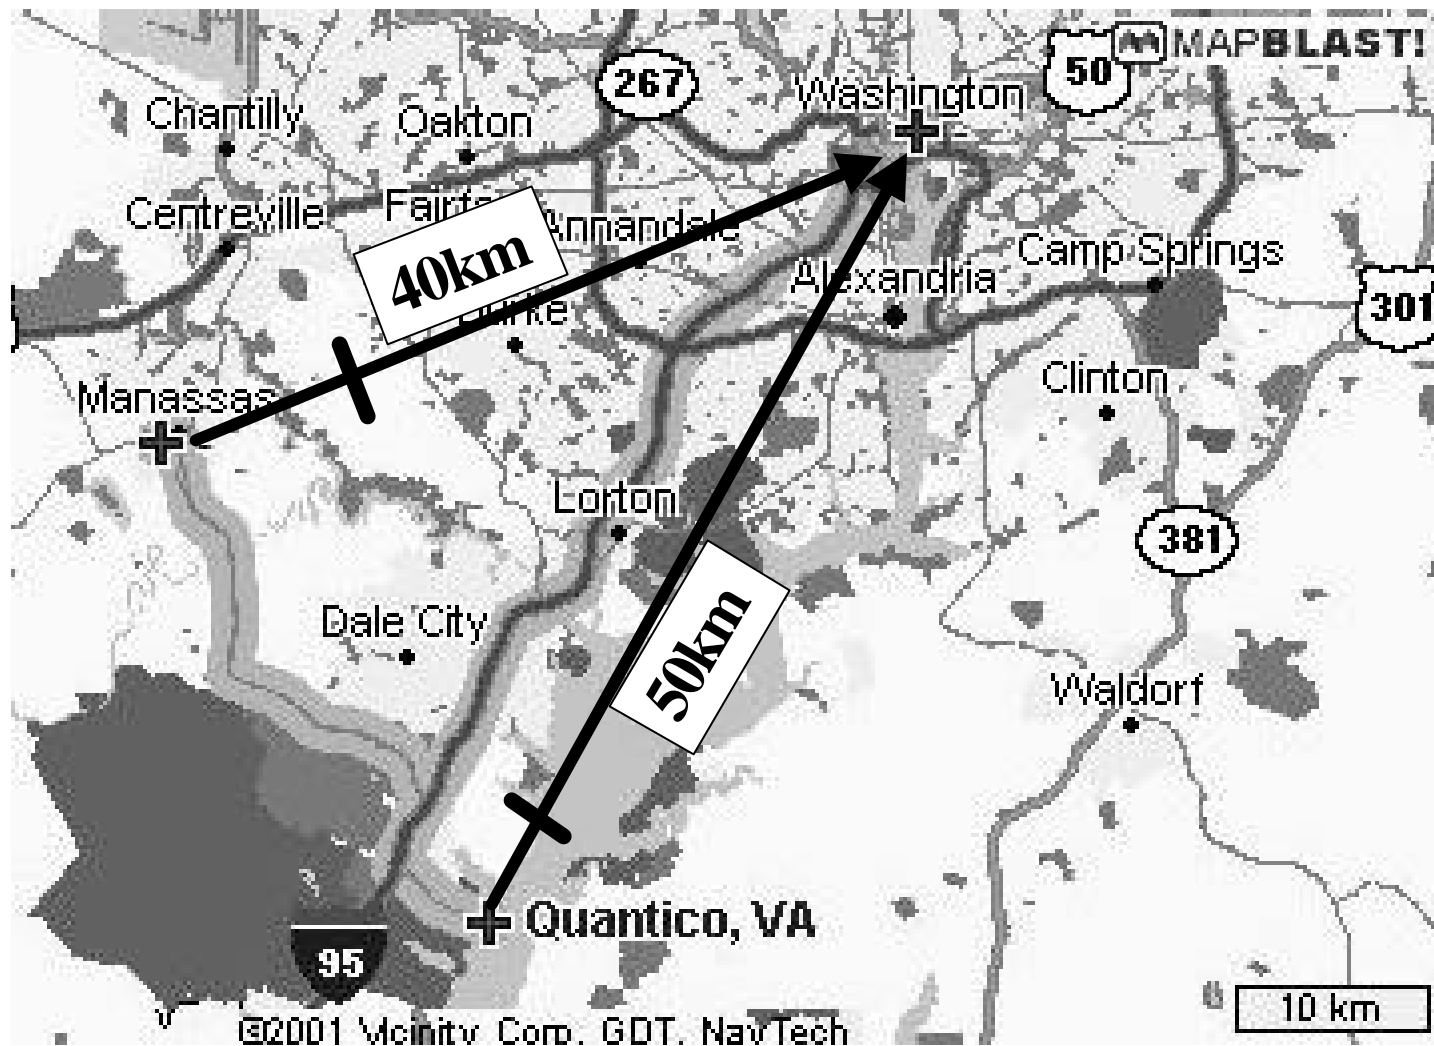 MAPBLAST!
50
267
Washington
Chantilly
Oakton
Centreville
Annandale
40km
Camp Springs
Alexandria
301
Manassas
Clinton
Lorton
381
Dale City
50km
Waldorf
Quantico, VA
95
10 km
©2001 Vicinity Corp, GDT, NavTech